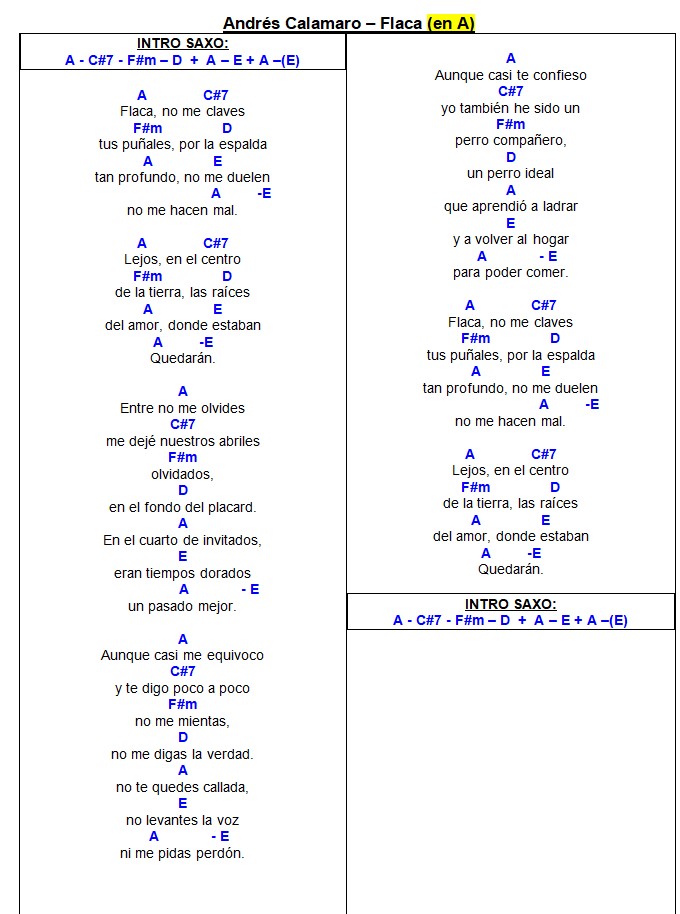 Andrés Calamaro – Flaca (en A)
INTRO SAXO:
A - C#7 - F#m – D + A – E + A –(E)
A C#7
Flaca, no me claves
F#m D
tus puñales, por la espalda
A E
tan profundo, no me duelen
A -E
no me hacen mal.
A C#7
Lejos, en el centro
F#m D
de la tierra, las raíces
A E
del amor, donde estaban
A -E
Quedarán.
A
Entre no me olvides
C#7
me dejé nuestros abriles
F#m
olvidados,
D
en el fondo del placard.
A
En el cuarto de invitados,
E
eran tiempos dorados
A - E
un pasado mejor.
A
Aunque casi me equivoco
C#7
y te digo poco a poco
F#m
no me mientas,
D
no me digas la verdad.
A
no te quedes callada,
E
no levantes la voz
A - E
ni me pidas perdón.
A
Aunque casi te confieso
C#7
yo también he sido un
F#m
perro compañero,
D
un perro ideal
A
que aprendió a ladrar
E
y a volver al hogar
A - E
para poder comer.
A C#7
Flaca, no me claves
F#m D
tus puñales, por la espalda
A E
tan profundo, no me duelen
A -E
no me hacen mal.
A C#7
Lejos, en el centro
F#m D
de la tierra, las raíces
A E
del amor, donde estaban
A -E
Quedarán.
INTRO SAXO:
A - C#7 - F#m – D + A – E + A –(E)